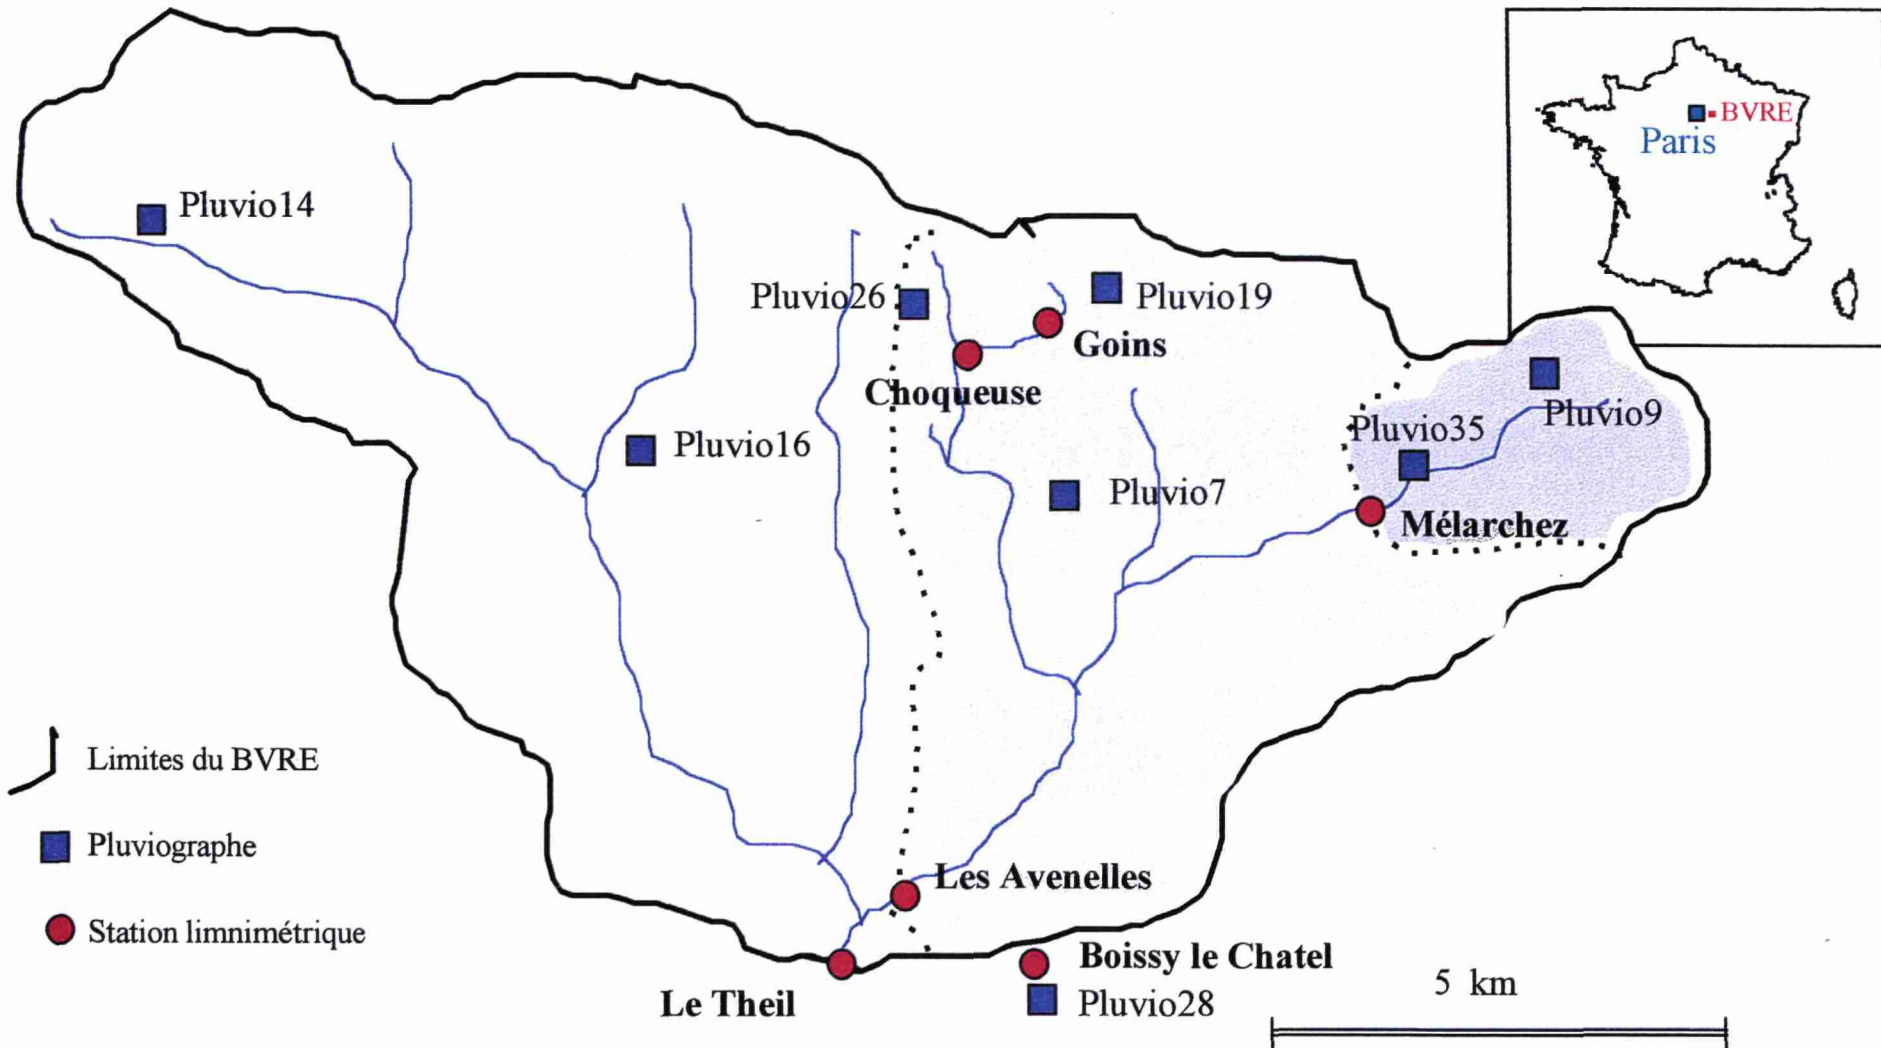 BVRE
Paris
Pluvio14
Pluvio26
Pluvio19
Goins
Choqueuse
Pluvio9
Pluvio35
Pluvio16
Pluvio7
Mélarchez
Limites du BVRE
Pluviographe
Les Avenelles
Station limnimétrique
Boissy le Chatel
5 km
Le Theil
Pluvio28